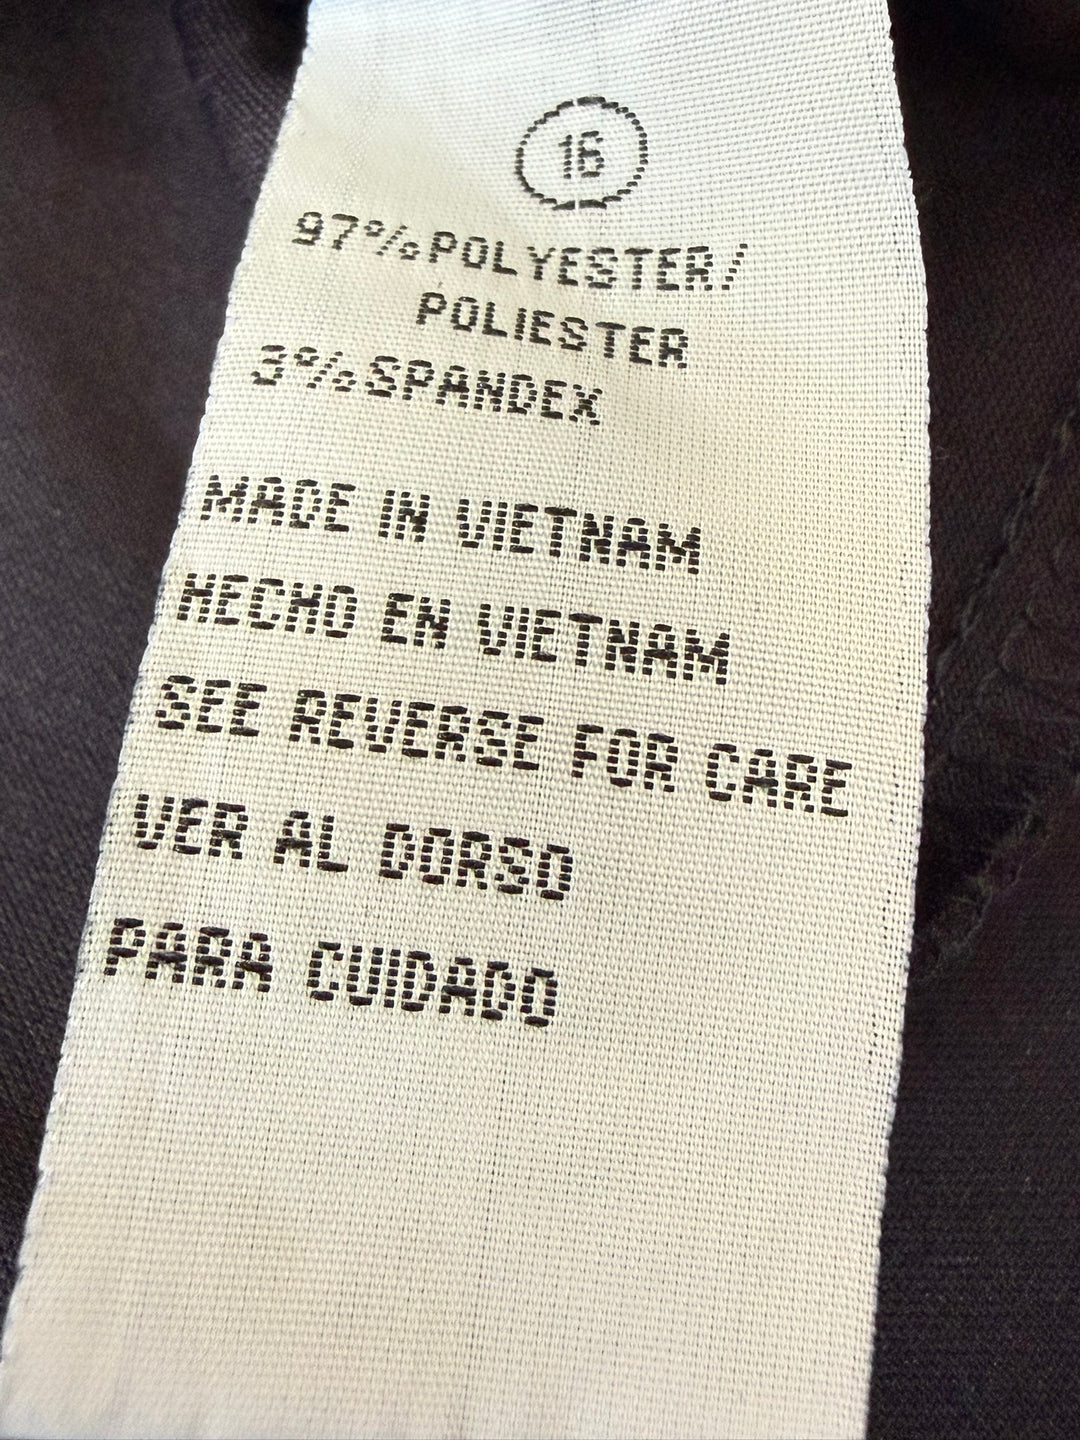 16
97% POLYESTER/
POLIESTER
3% SPANDEX
MADE IN VIETNAM
HECHO EN VIETNAM
SEE REVERSE FOR CARE
VER AL DORSO
PARA CUIDADO